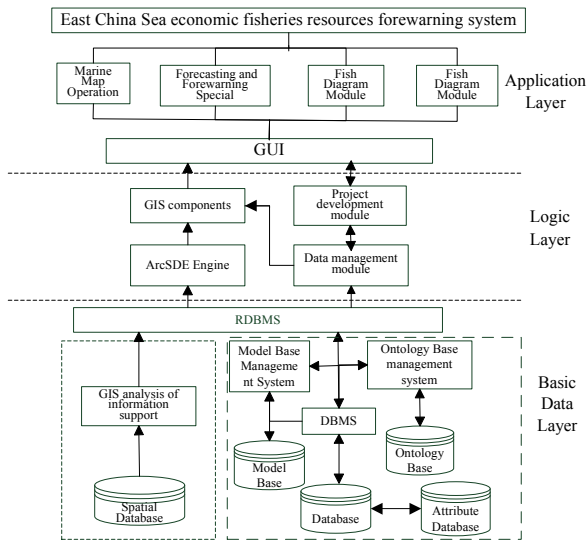 East China Sea economic fisheries resources forewarning system
Marine
Map
Operation
Forecasting and
Forewarning
Special
Fish
Diagram
Module
Fish
Diagram
Module
Application
Layer
GUI
GIS components
Project
development
module
Logic
Layer
ArcSDE Engine
Data management
module
RDBMS
Model Base
Manageme
nt System
Ontology Base
management
system
GIS analysis of
information
support
DBMS
Basic
Data
Layer
Model
Base
Ontology
Base
Spatial
Database
Database
Attribute
Database